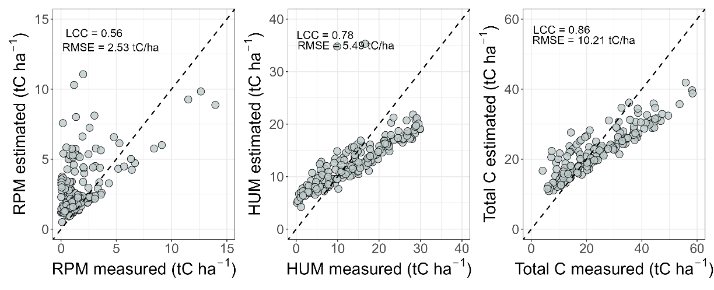 LCC = 0.56
RMSE = 2.53 tC/ha
RPM estimated (tC ha⁻¹)
15
10
5
0
0 5 10 15
RPM measured (tC ha⁻¹)
LCC = 0.78
RMSE = 5.49 tC/ha
HUM estimated (tC ha⁻¹)
40
30
20
10
0
0 10 20 30 40
HUM measured (tC ha⁻¹)
LCC = 0.86
RMSE = 10.21 tC/ha
Total C estimated (tC ha⁻¹)
60
40
20
0
0 20 40 60
Total C measured (tC ha⁻¹)